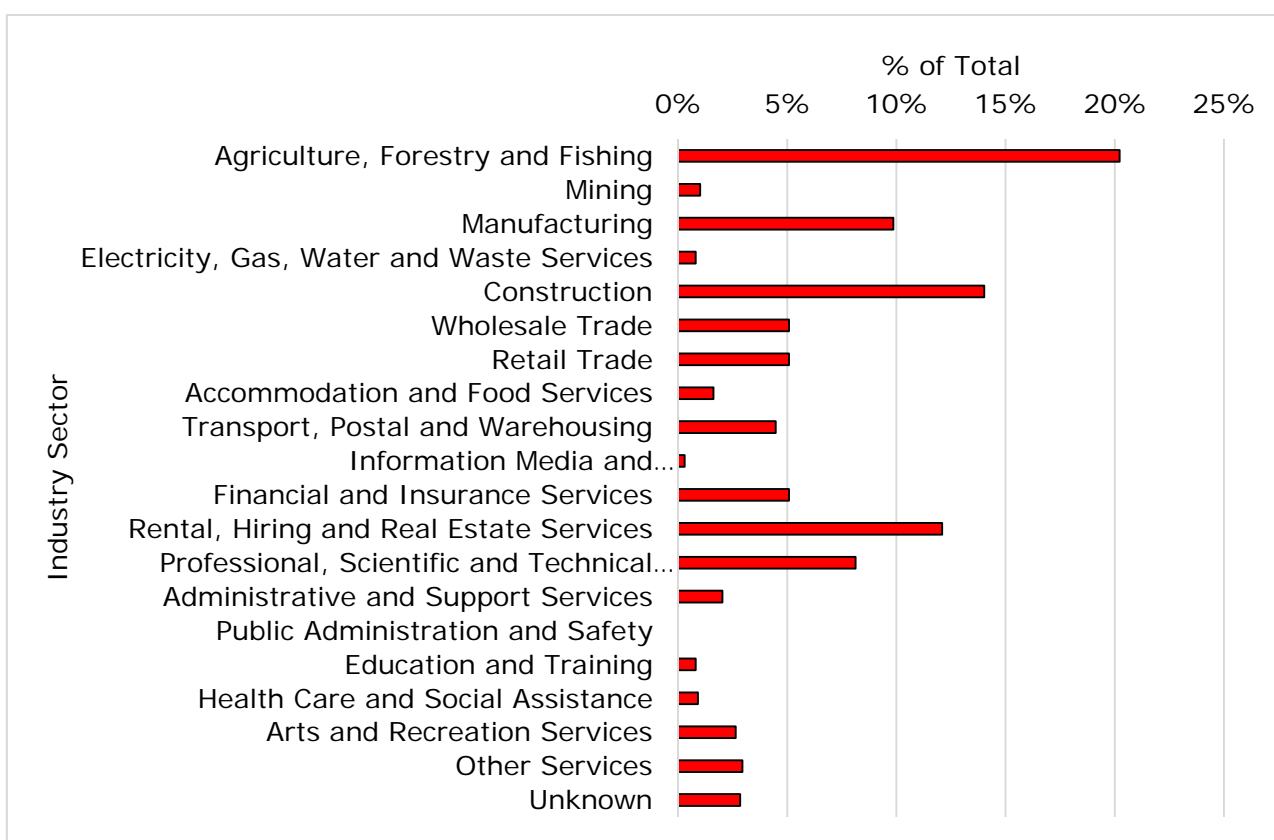 % of Total
0% 5% 10% 15% 20% 25%
Industry Sector
Agriculture, Forestry and Fishing
Mining
Manufacturing
Electricity, Gas, Water and Waste Services
Construction
Wholesale Trade
Retail Trade
Accommodation and Food Services
Transport, Postal and Warehousing
Information Media and...
Financial and Insurance Services
Rental, Hiring and Real Estate Services
Professional, Scientific and Technical...
Administrative and Support Services
Public Administration and Safety
Education and Training
Health Care and Social Assistance
Arts and Recreation Services
Other Services
Unknown